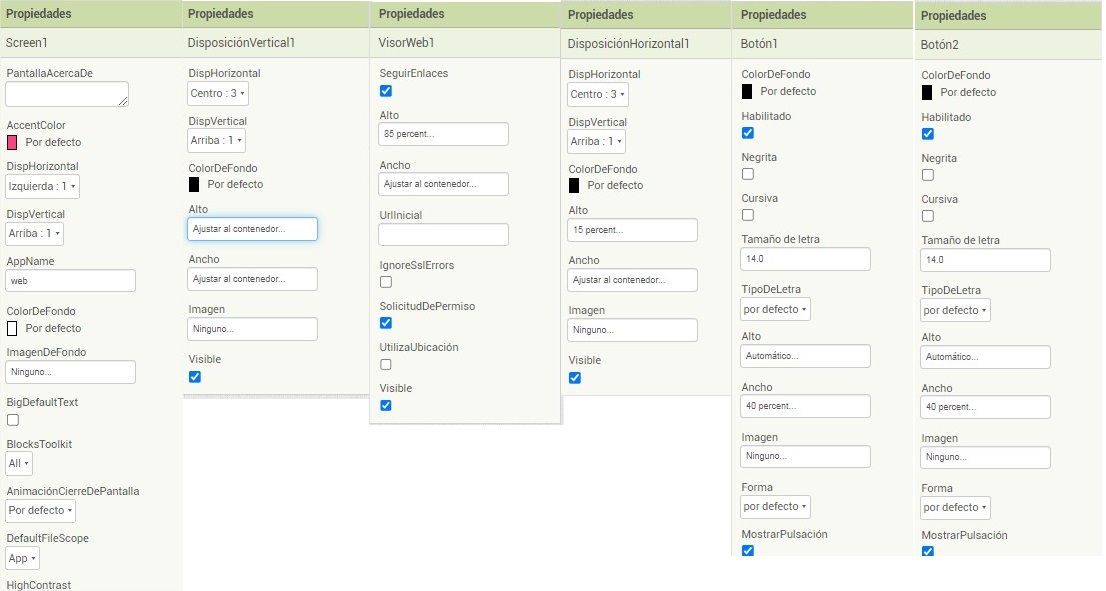 Propiedades
Screen1
PantallaAcercaDe
AccentColor
Por defecto
DispHorizontal
Izquierda : 1
DispVertical
Arriba : 1
AppName
web
ColorDeFondo
Por defecto
ImagenDeFondo
Ninguno...
BigDefaultText
BlocksToolkit
All
AnimaciónCierreDePantalla
Por defecto
DefaultFileScope
App
HighContrast
Propiedades
DisposiciónVertical1
DispHorizontal
Centro : 3
DispVertical
Arriba : 1
ColorDeFondo
Por defecto
Alto
Ajustar al contenedor...
Ancho
Ajustar al contenedor...
Imagen
Ninguno...
Visible
Propiedades
VisorWeb1
SeguirEnlaces
Alto
85 percent...
Ancho
Ajustar al contenedor...
UrlInicial
IgnoreSslErrors
SolicitudDePermiso
UtilizaUbicación
Visible
Propiedades
DisposiciónHorizontal1
DispHorizontal
Centro : 3
DispVertical
Arriba : 1
ColorDeFondo
Por defecto
Alto
15 percent...
Ancho
Ajustar al contenedor...
Imagen
Ninguno...
Visible
Propiedades
Botón1
ColorDeFondo
Por defecto
Habilitado
Negrita
Cursiva
Tamaño de letra
14.0
TipoDeLetra
por defecto
Alto
Automático...
Ancho
40 percent...
Imagen
Ninguno...
Forma
por defecto
MostrarPulsación
Propiedades
Botón2
ColorDeFondo
Por defecto
Habilitado
Negrita
Cursiva
Tamaño de letra
14.0
TipoDeLetra
por defecto
Alto
Automático...
Ancho
40 percent...
Imagen
Ninguno...
Forma
por defecto
MostrarPulsación